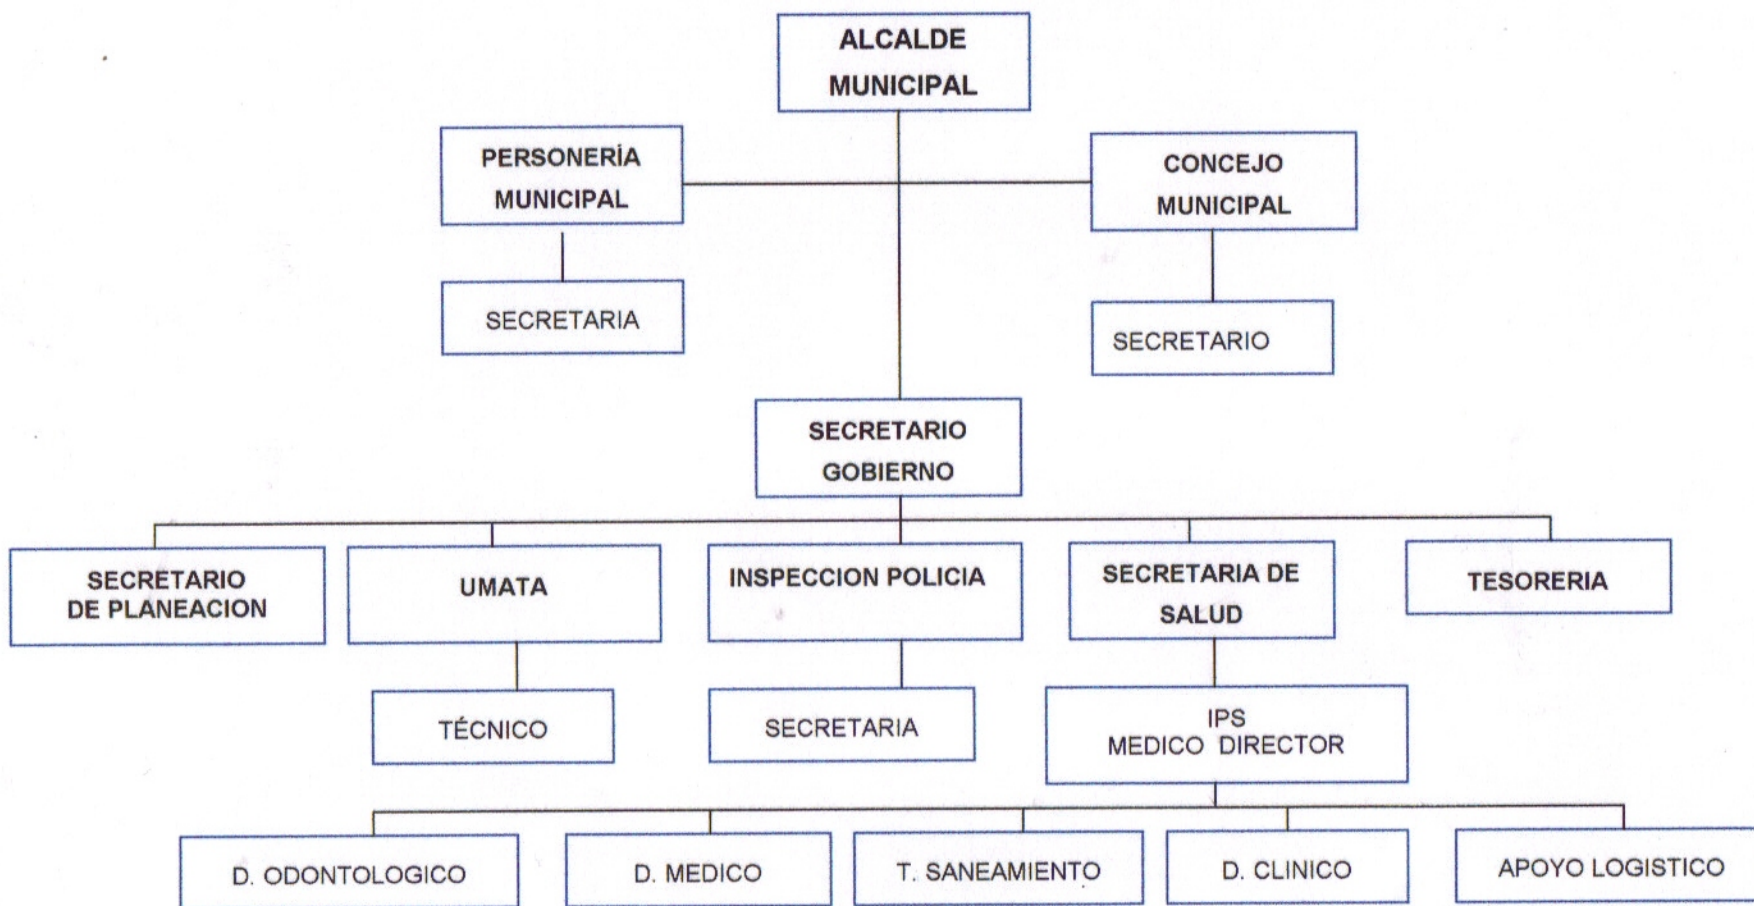 ALCALDE
MUNICIPAL
PERSONERÍA
MUNICIPAL
CONCEJO
MUNICIPAL
SECRETARIA
SECRETARIO
SECRETARIO
GOBIERNO
SECRETARIO
DE PLANEACION
UMATA
INSPECCION POLICIA
SECRETARIA DE
SALUD
TESORERIA
TÉCNICO
SECRETARIA
IPS
MEDICO DIRECTOR
D. ODONTOLOGICO
D. MEDICO
T. SANEAMIENTO
D. CLINICO
APOYO LOGISTICO